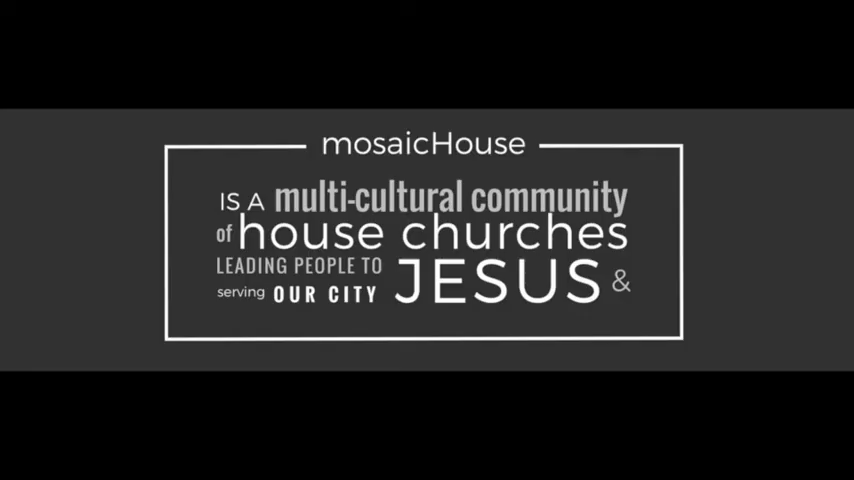 mosaicHouse
IS A multi-cultural community
of house churches
LEADING PEOPLE TO JESUS &
serving OUR CITY